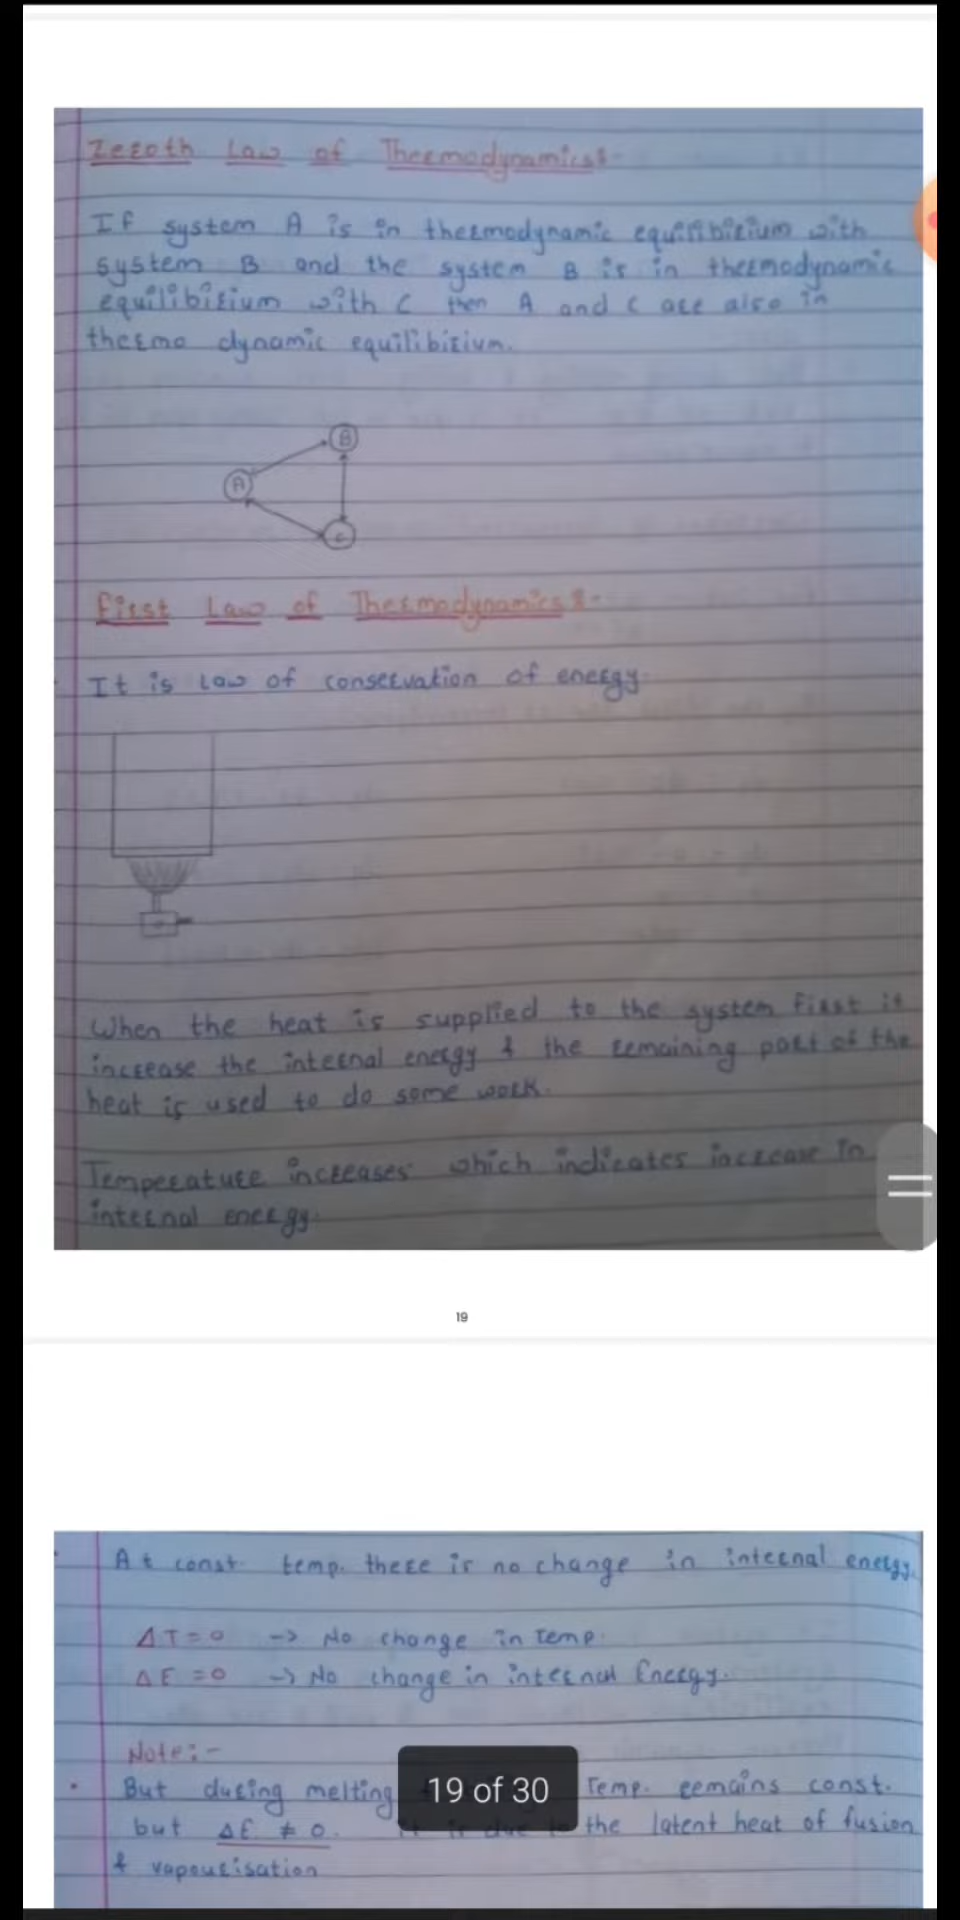 Zeroth Law of Thermodynamics:-
If system A is in thermodynamic equilibirium with
system B and the system B is in thermodynamic
equilibirium with C then A and C are also in
thermo dynamic equilibirium.
B
A
C
First Law of Thermodynamics:-
It is law of conservation of energy.
When the heat is supplied to the system first it
increase the internal energy & the remaining part of the
heat is used to do some work.
Temperature increases which indicates increase in
internal energy.
19
At const. temp. there is no change in internal energy.
ΔT=0 -> No change in Temp.
ΔE=0 -> No change in internal Energy.
Note:-
• But during melting Temp. remains const.
19 of 30
but ΔE ≠ 0. It is due to the latent heat of fusion
& vapourisation